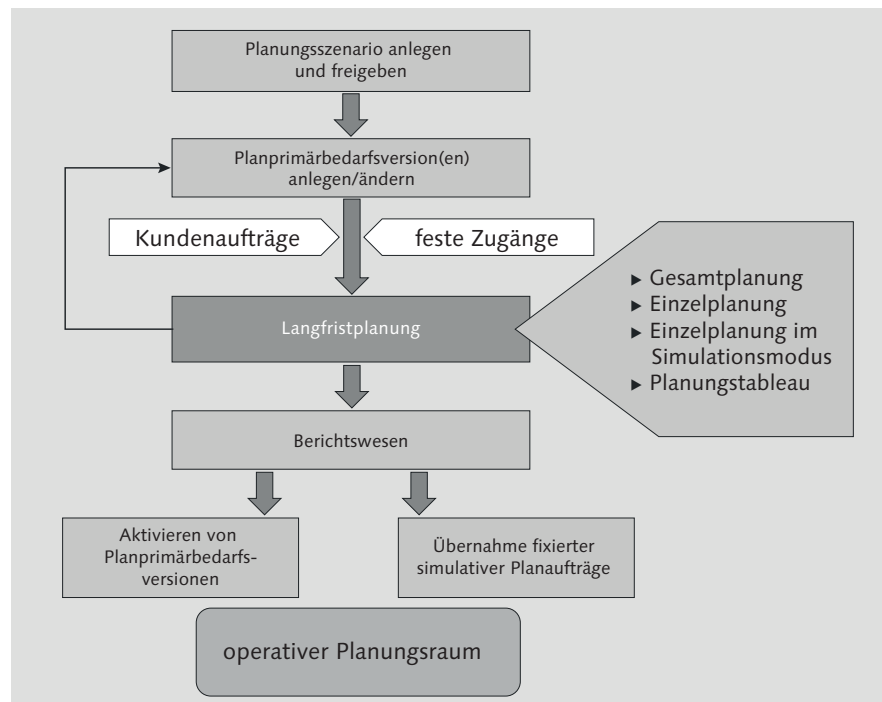 Planungsszenario anlegen
und freigeben
Planprimärbedarfsversion(en)
anlegen/ändern
Kundenaufträge
feste Zugänge
Langfristplanung
▶ Gesamtplanung
▶ Einzelplanung
▶ Einzelplanung im
Simulationsmodus
▶ Planungstableau
Berichtswesen
Aktivieren von
Planprimärbedarfs-
versionen
Übernahme fixierter
simulativer Planaufträge
operativer Planungsraum